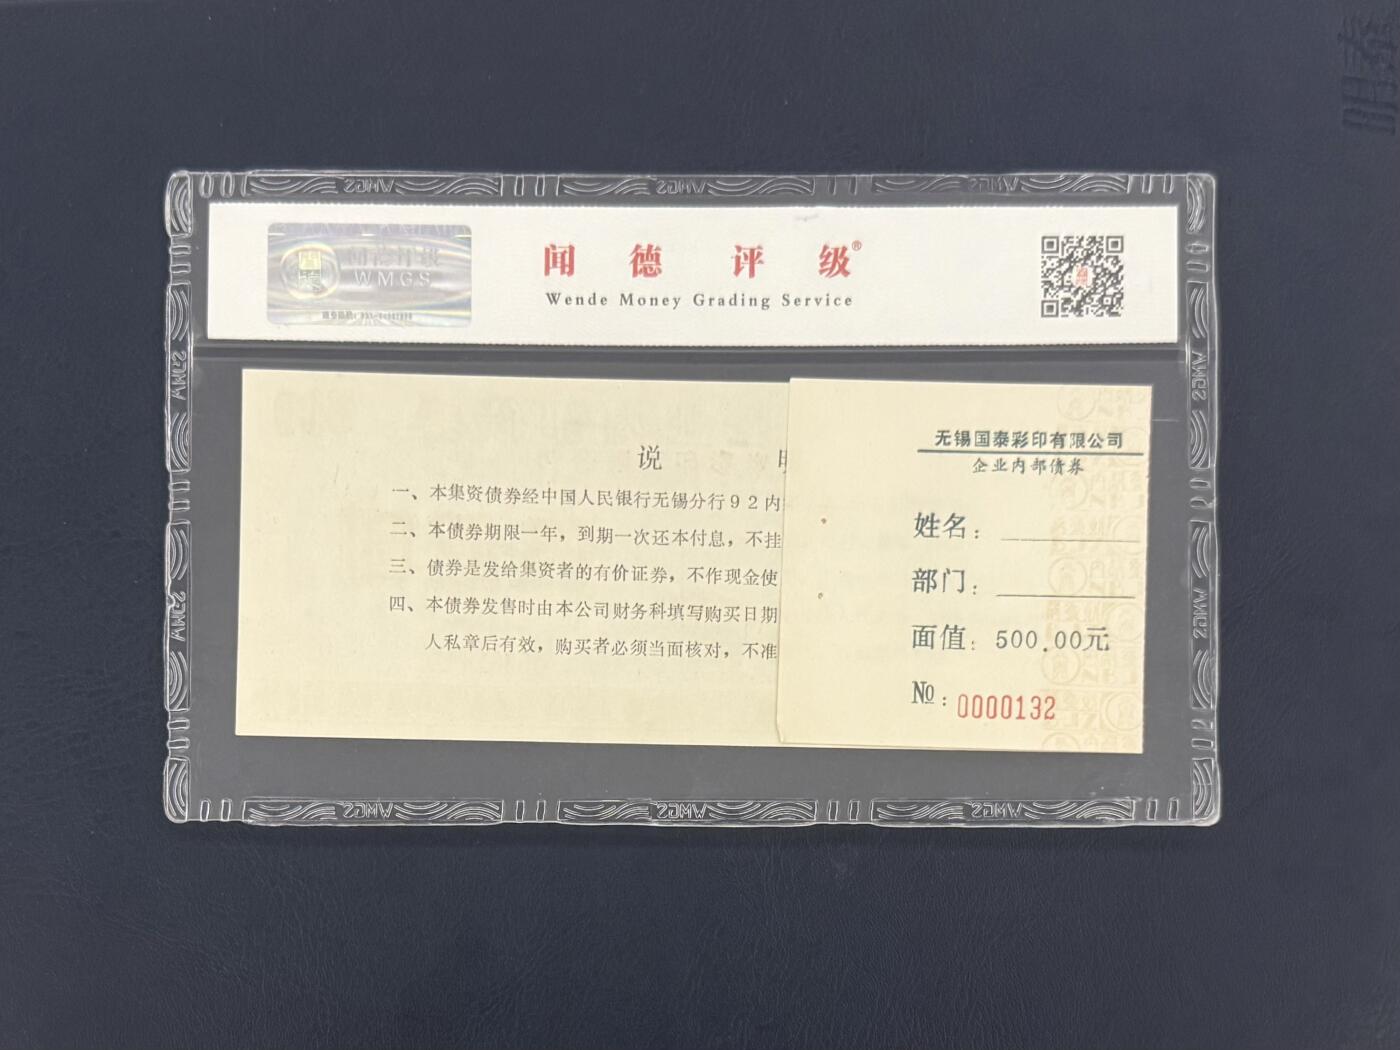 WMGS
闻德评级®
Wende Money Grading Service
说
一、本集资债券经中国人民银行无锡分行92内
二、本债券期限一年，到期一次还本付息，不挂
三、债券是发给集资者的有价证券，不作现金使
四、本债券发售时由本公司财务科填写购买日期
人私章后有效，购买者必须当面核对，不准
无锡国泰彩印有限公司
企业内部债券
姓名：
部门：
面值：500.00元
№：0000132